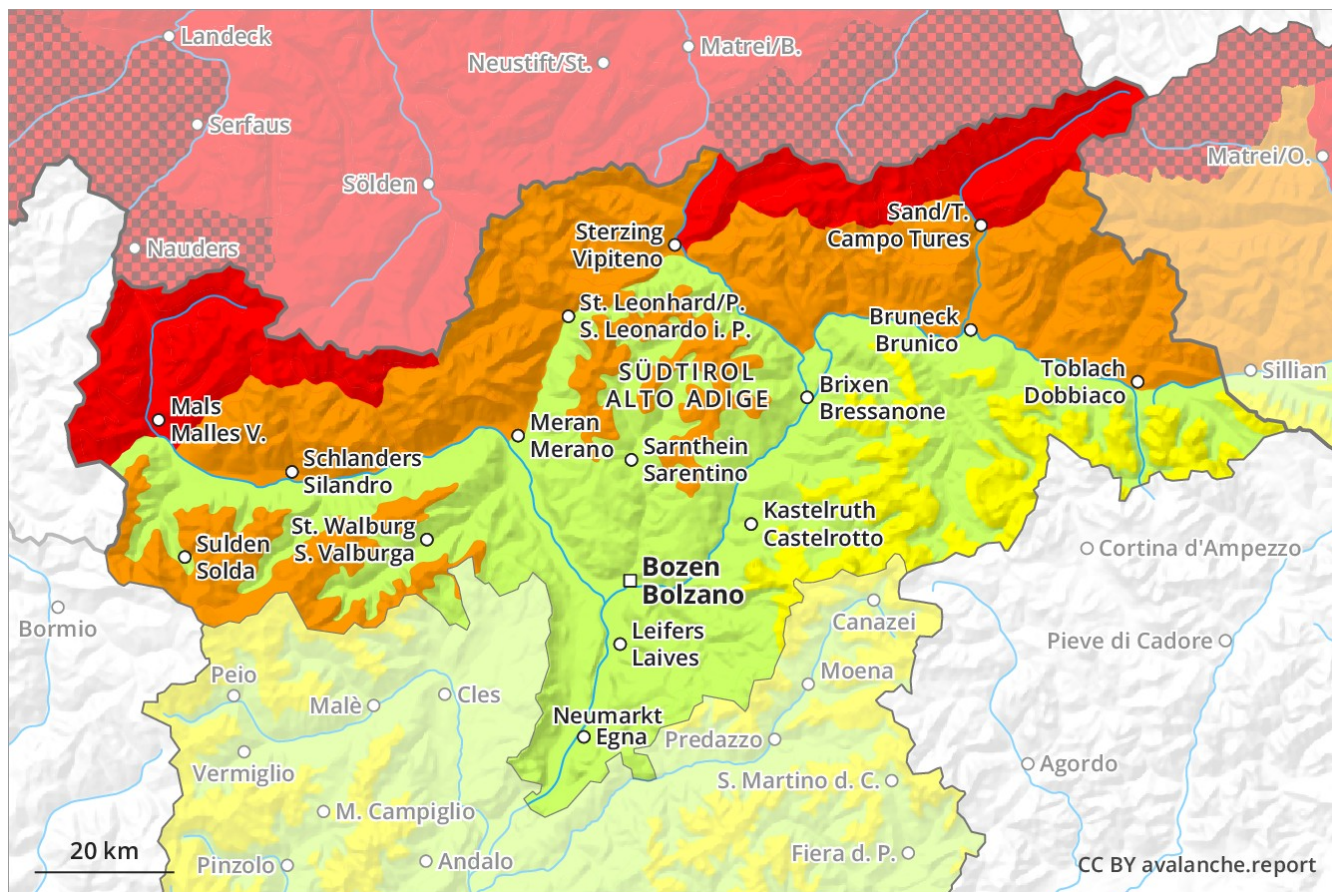 Landeck
Matrei/B.
Neustift/St.
Serfaus
Matrei/O.
Sölden
Sand/T.
Campo Tures
Sterzing
Vipiteno
Nauders
St. Leonhard/P.
S. Leonardo i. P.
Bruneck
Brunico
SÜDTIROL
ALTO ADIGE
Toblach
Dobbiaco
Sillian
Brixen
Bressanone
Mals
Malles V.
Meran
Merano
Sarnthein
Sarentino
Schlanders
Silandro
Kastelruth
Castelrotto
St. Walburg
S. Valburga
Sulden
Solda
Cortina d'Ampezzo
Bozen
Bolzano
Bormio
Canazei
Leifers
Laives
Pieve di Cadore
Peio
Moena
Malè
Cles
Neumarkt
Egna
Predazzo
Vermiglio
Agordo
S. Martino d. C.
M. Campiglio
20 km
Pinzolo
Andalo
Fiera d. P.
CC BY avalanche.report